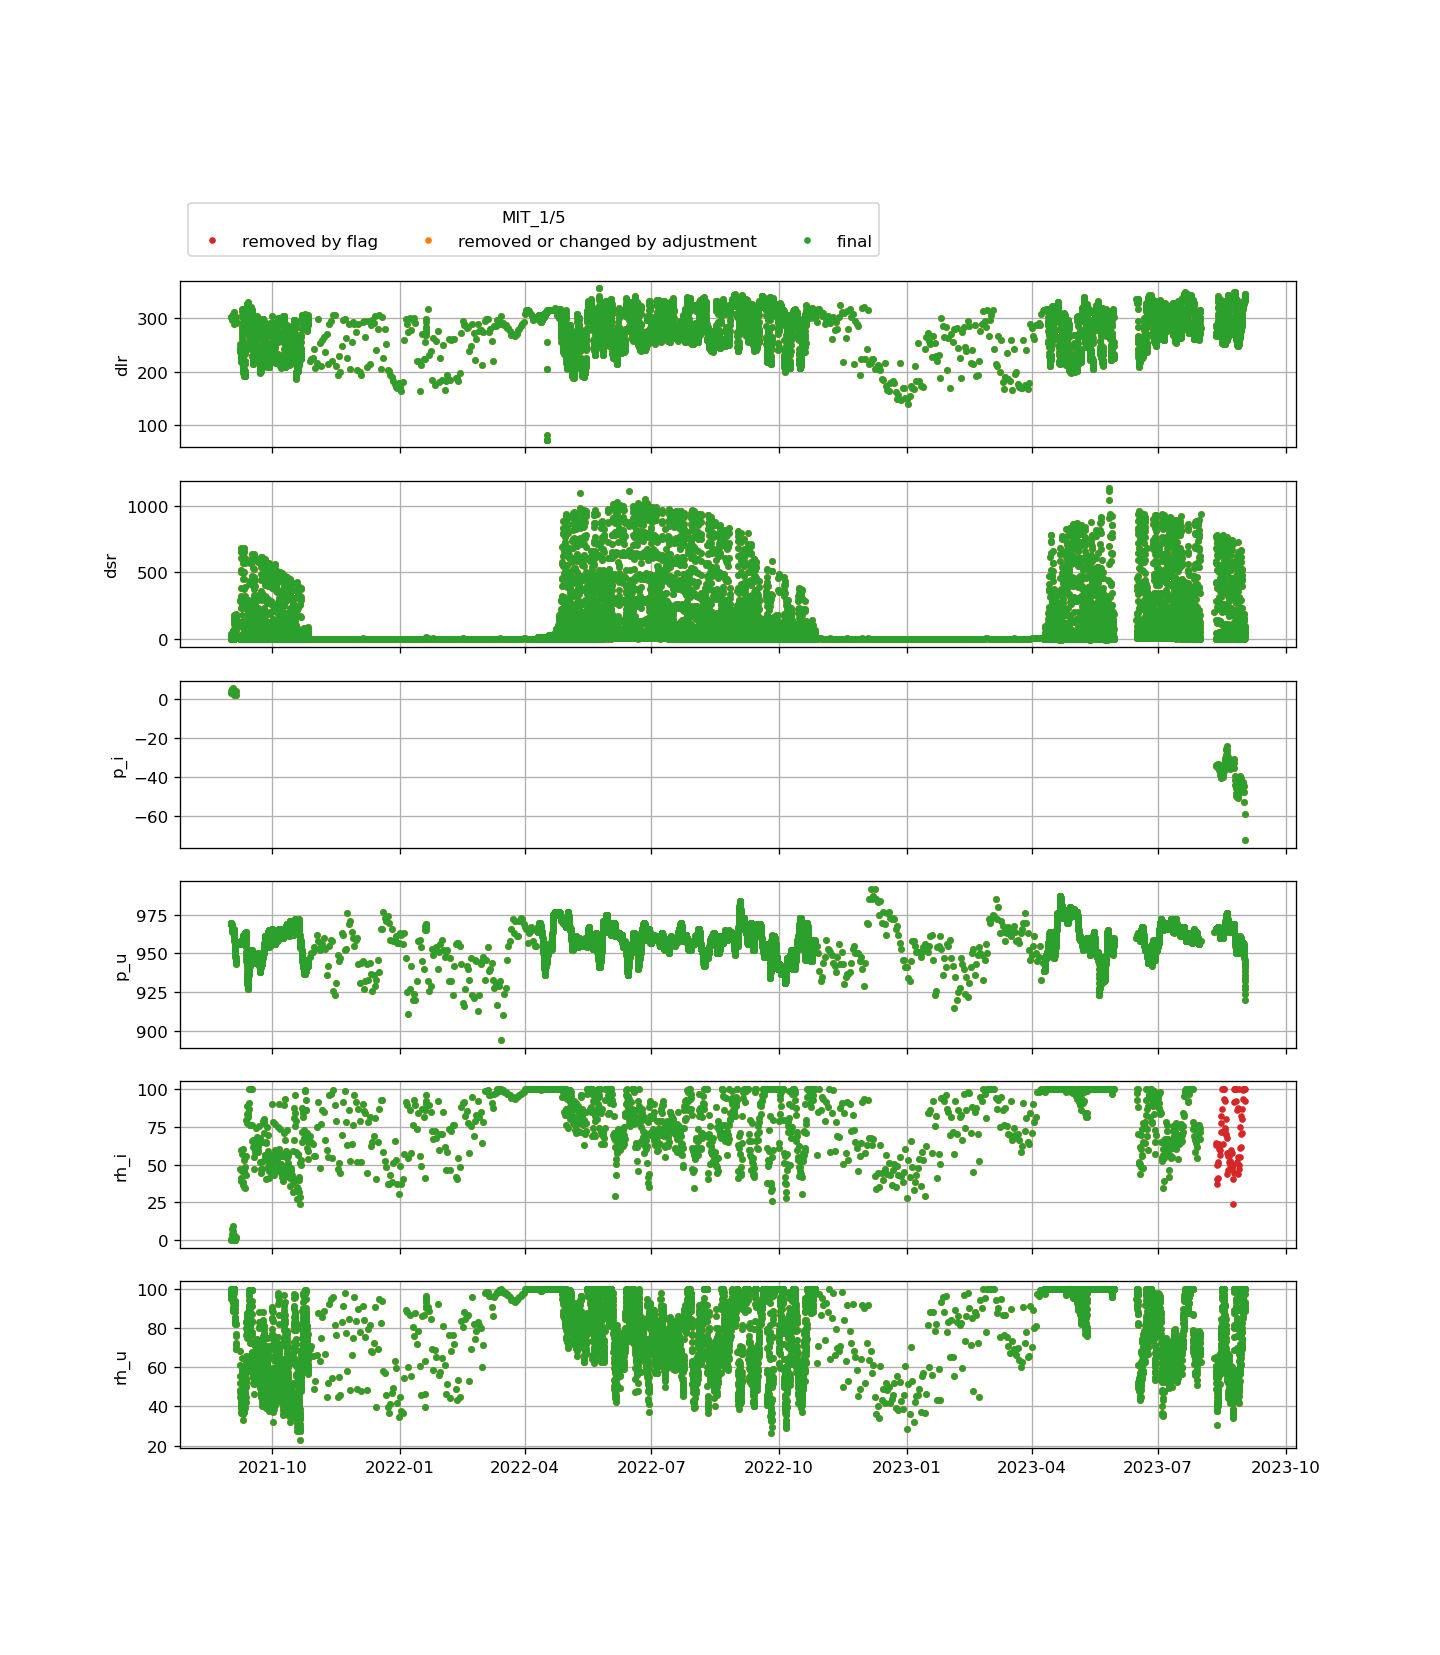 MIT_1/5
removed by flag removed or changed by adjustment final
300
200
100
dlr
1000
500
0
dsr
0
−20
−40
−60
p_i
975
950
925
900
p_u
100
75
50
25
0
rh_i
100
80
60
40
20
rh_u
2021-10 2022-01 2022-04 2022-07 2022-10 2023-01 2023-04 2023-07 2023-10